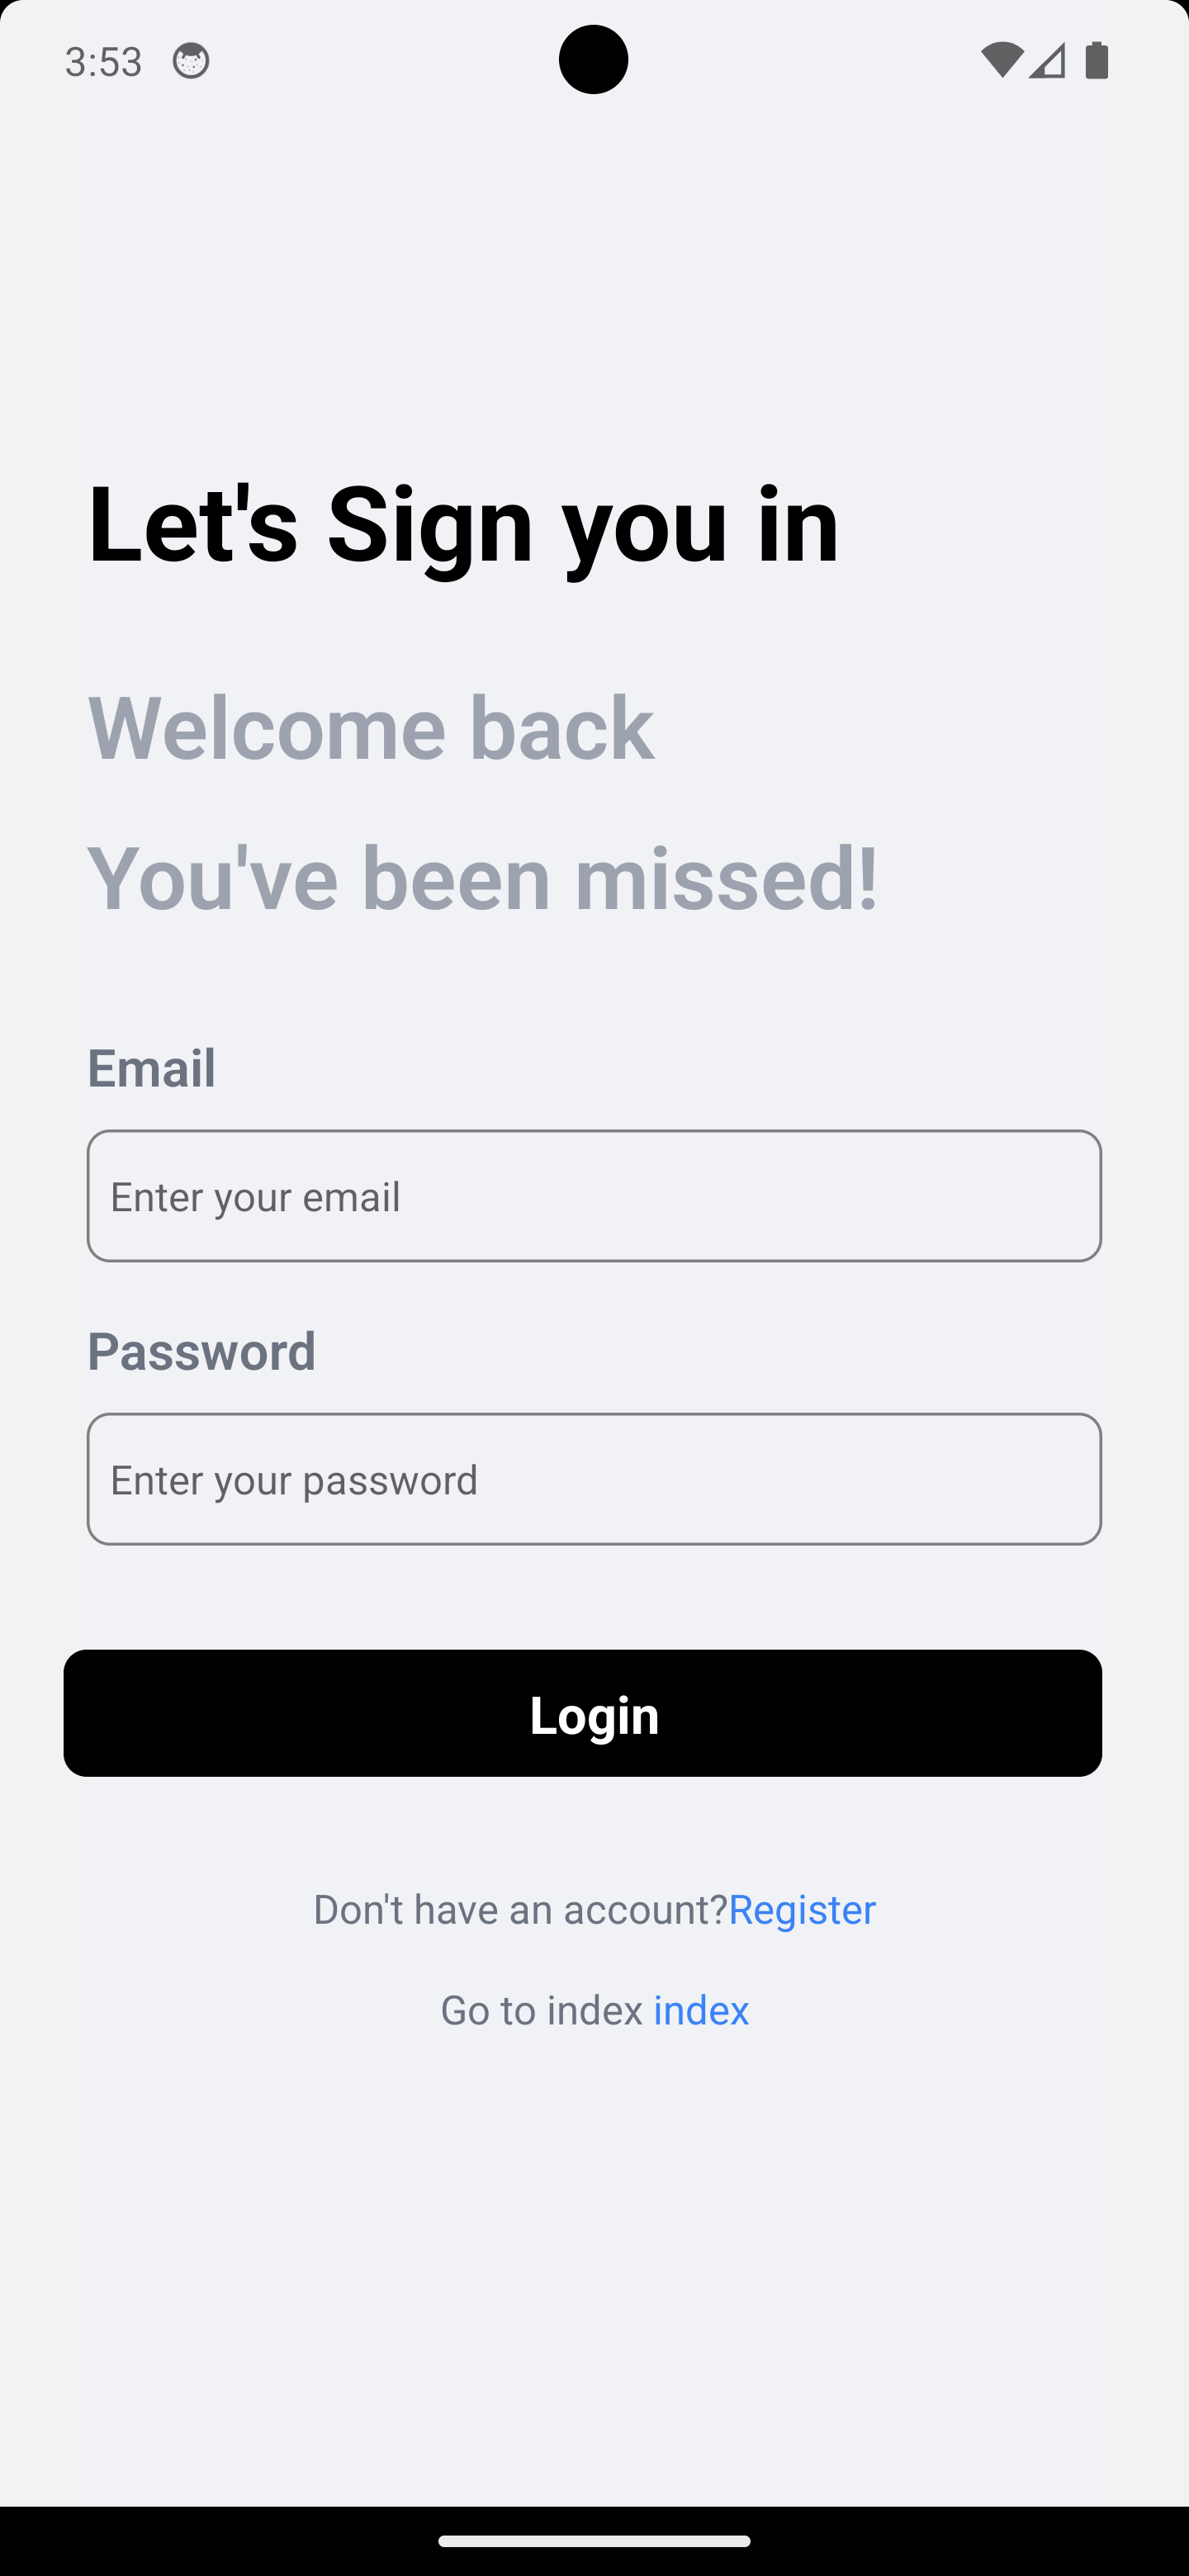 3:53
Let's Sign you in
Welcome back
You've been missed!
Email
Enter your email
Password
Enter your password
Login
Don't have an account?Register
Go to index index